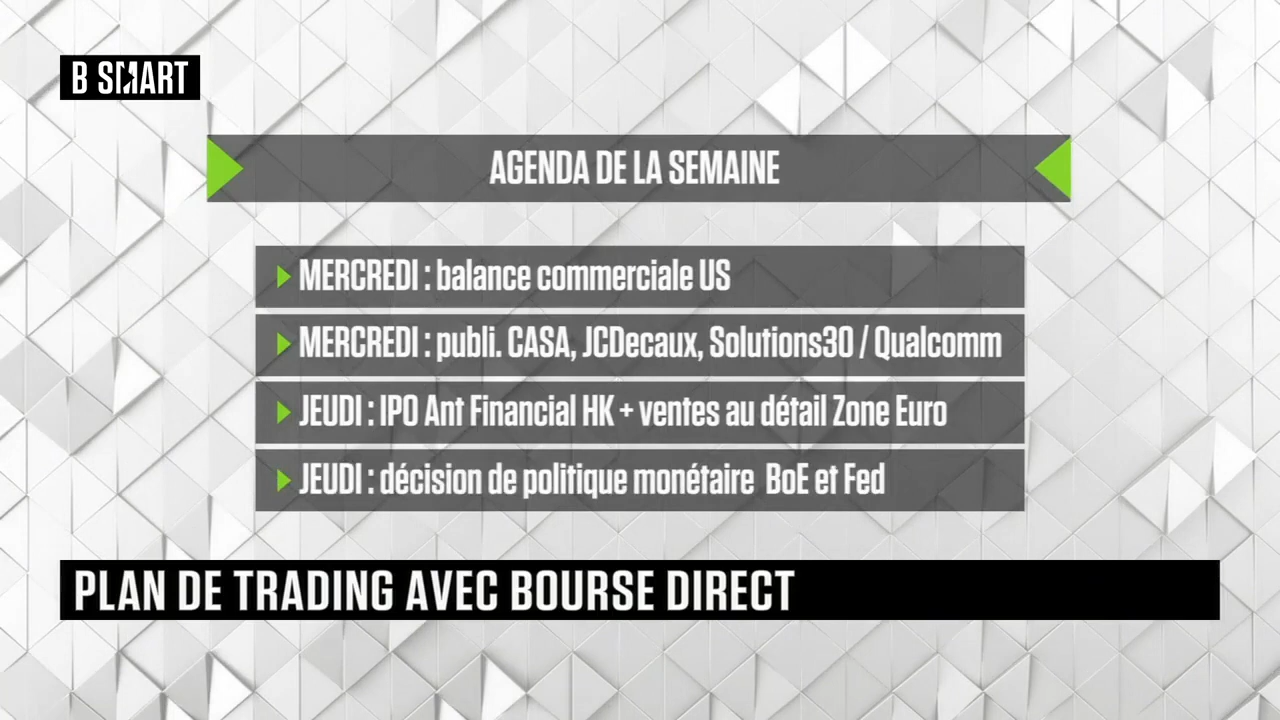 B SMART
AGENDA DE LA SEMAINE
MERCREDI : balance commerciale US
MERCREDI : publi. CASA, JCDecaux, Solutions30 / Qualcomm
JEUDI : IPO Ant Financial HK + ventes au détail Zone Euro
JEUDI : décision de politique monétaire BoE et Fed
PLAN DE TRADING AVEC BOURSE DIRECT